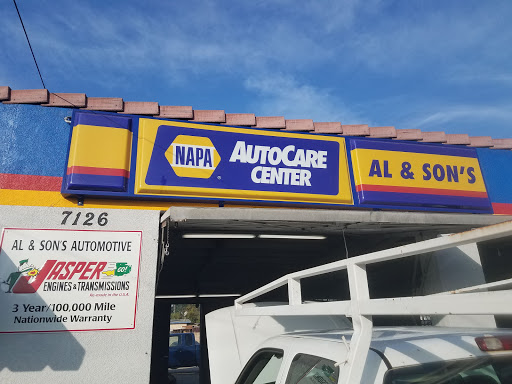 NAPA
AUTOCARE
CENTER
AL & SON'S
7126
AL & SON'S AUTOMOTIVE
JASPER
GO!
ENGINES & TRANSMISSIONS
3 Year/100,000 Mile
Nationwide Warranty